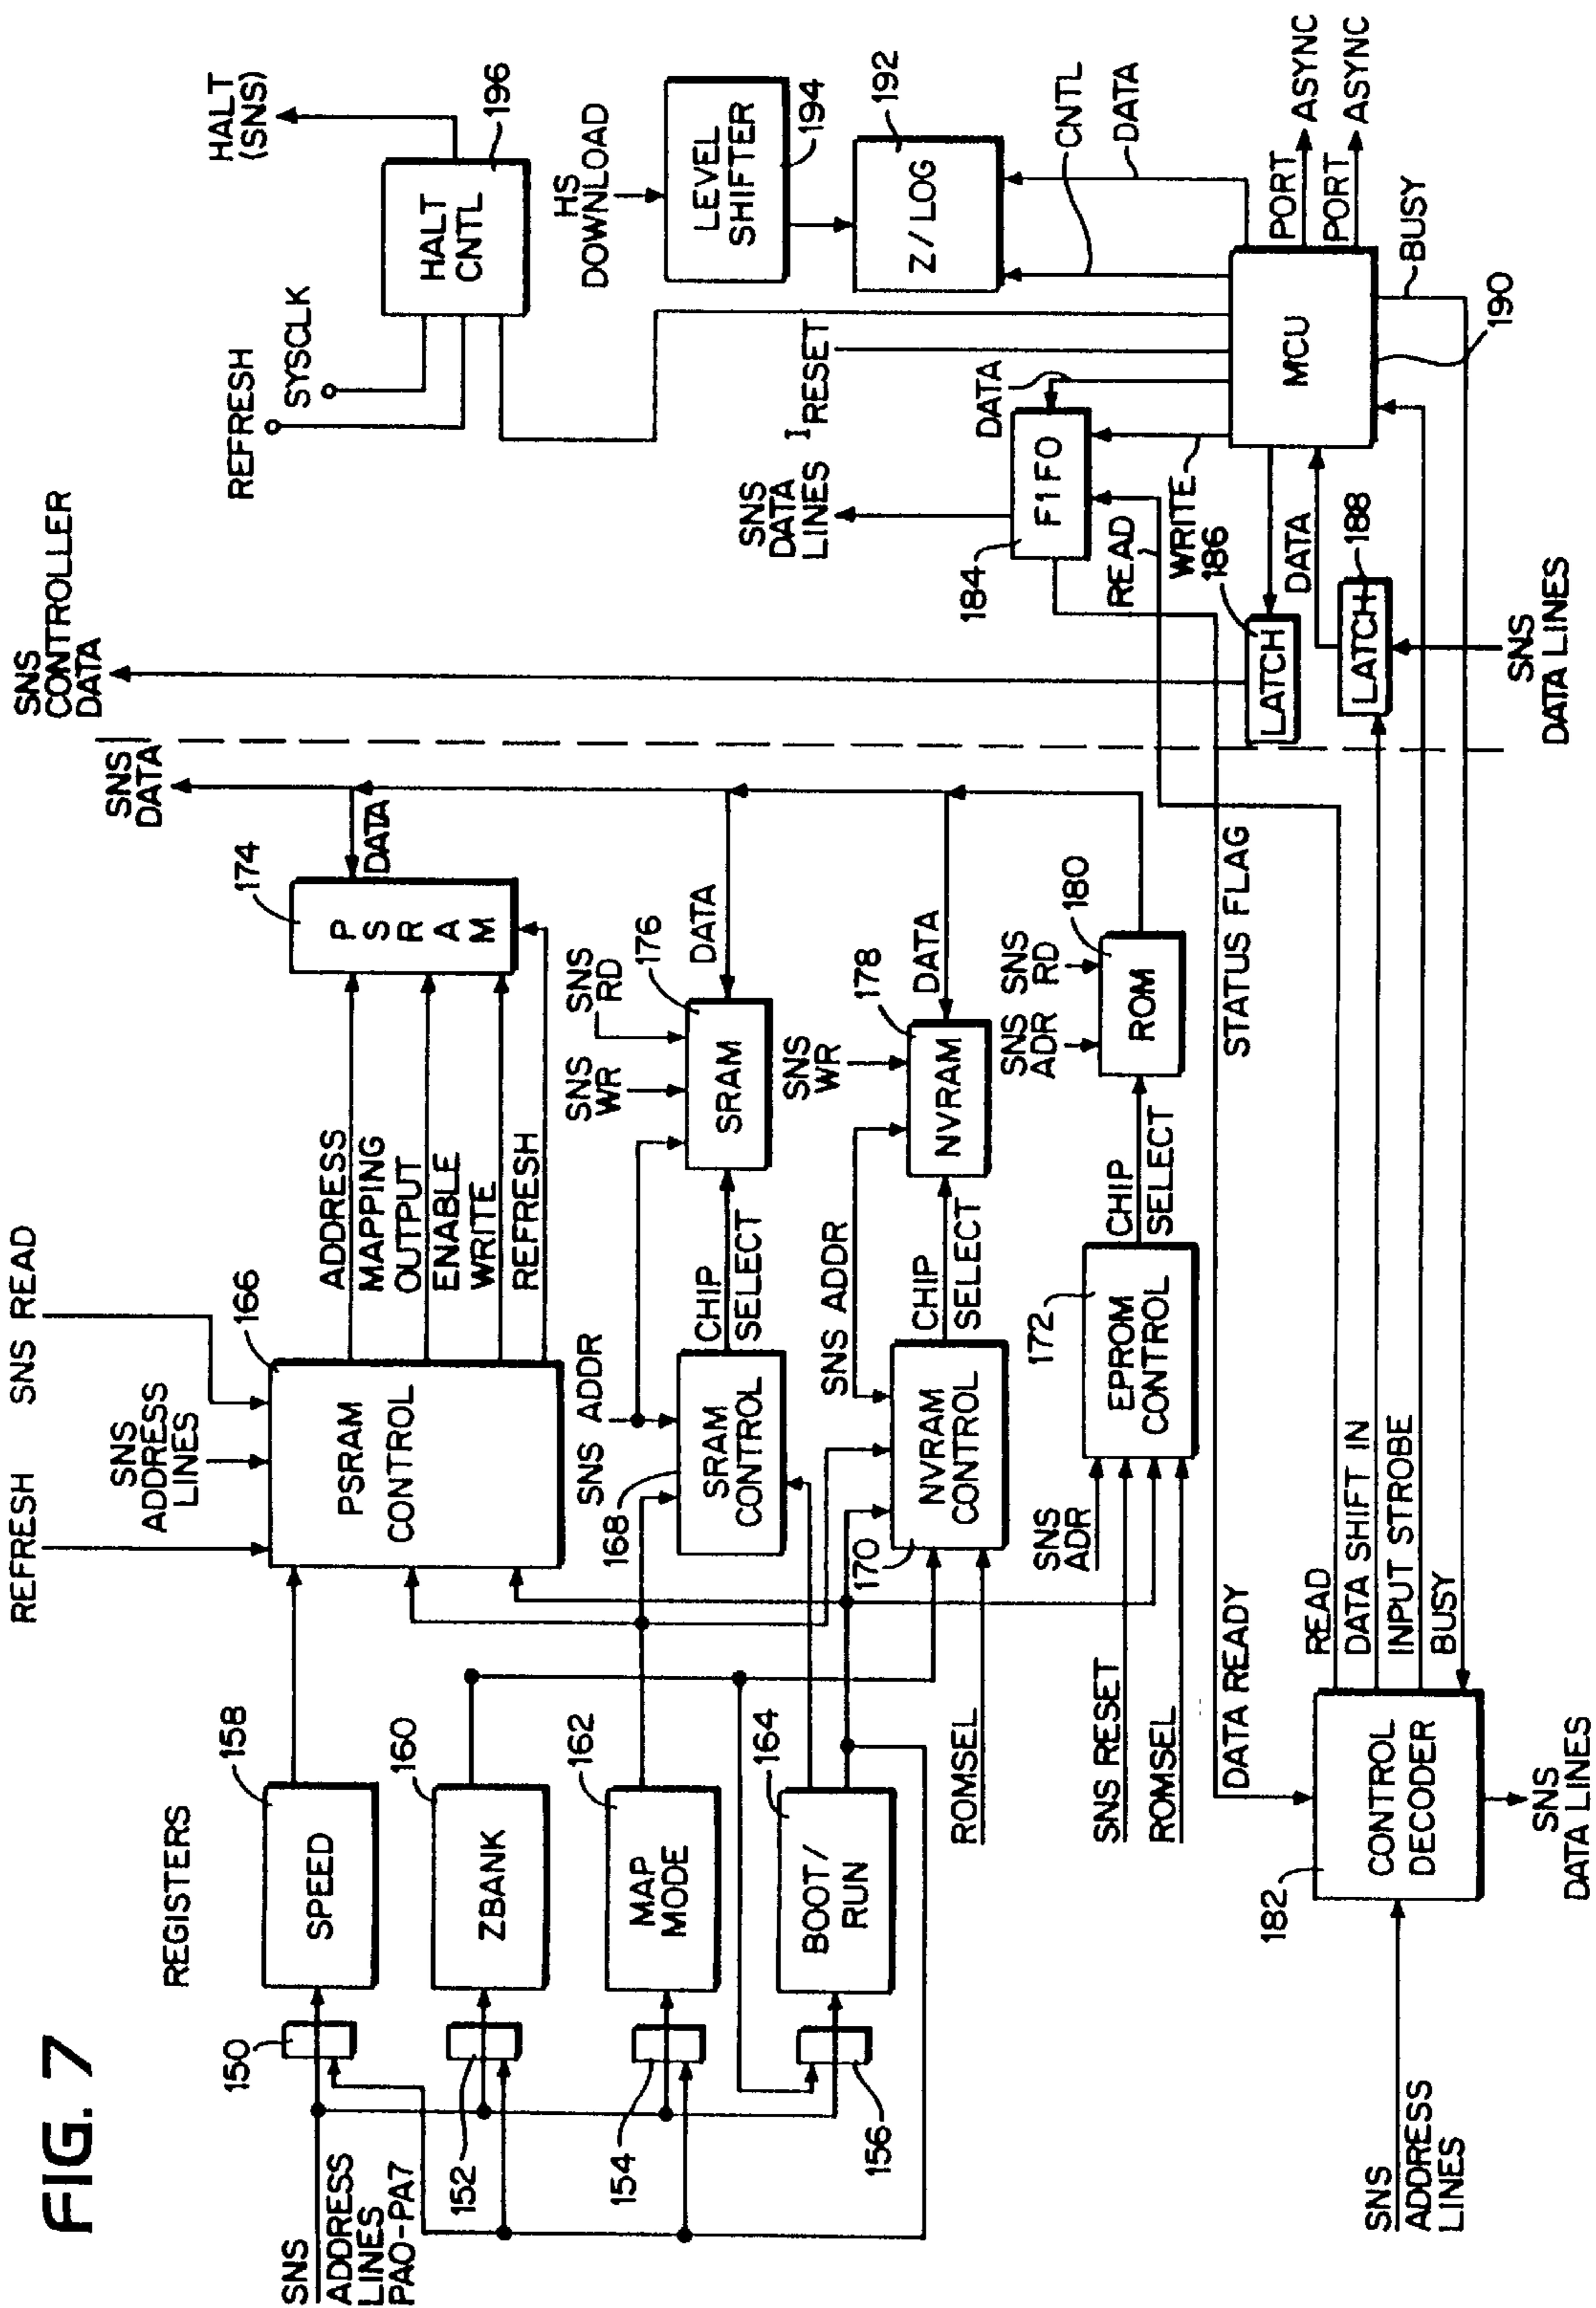 FIG. 7
REGISTERS
SNS
ADDRESS
LINES
PA0-PA7
150
152
154
156
SPEED
158
ZBANK
160
MAP
MODE
162
BOOT/
RUN
164
REFRESH
SNS READ
SNS
ADDRESS
LINES
PSRAM
CONTROL
166
ADDRESS
MAPPING
OUTPUT
ENABLE
WRITE
REFRESH
PSRAM
174
DATA
SNS
DATA
SNS ADDR
168
SRAM
CONTROL
CHIP
SELECT
SNS
WR
SNS
RD
SRAM
176
DATA
SNS ADDR
170
NVRAM
CONTROL
ROMSEL
CHIP
SELECT
SNS
WR
NVRAM
178
DATA
SNS
ADR
SNS RESET
ROMSEL
172
EPROM
CONTROL
CHIP
SELECT
SNS
ADR
SNS
RD
ROM
180
SNS
ADDRESS
LINES
182
CONTROL
DECODER
SNS
DATA LINES
DATA READY
STATUS FLAG
READ
DATA SHIFT IN
INPUT STROBE
BUSY
SNS
CONTROLLER
DATA
REFRESH
SYSCLK
HALT
CNTL
196
HALT
(SNS)
HS
DOWNLOAD
LEVEL
SHIFTER
194
Z/LOG
192
CNTL
DATA
SNS
DATA
LINES
I RESET
184
F1F0
DATA
READ
WRITE
186
LATCH
DATA
LATCH
188
SNS
DATA LINES
MCU
190
PORT
ASYNC
PORT
ASYNC
BUSY